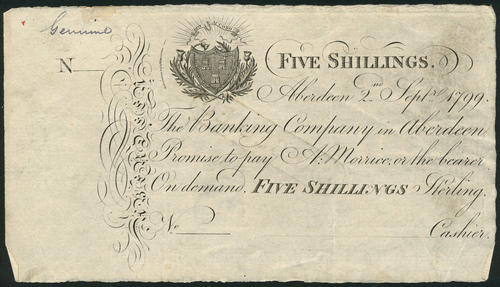 Genuine
N
FIVE SHILLINGS.
Aberdeen 2nd Sept. 1799.
The Banking Company in Aberdeen
Promise to pay A. Morrice, or the bearer
On demand, FIVE SHILLINGS Sterling.
No
Cashier.